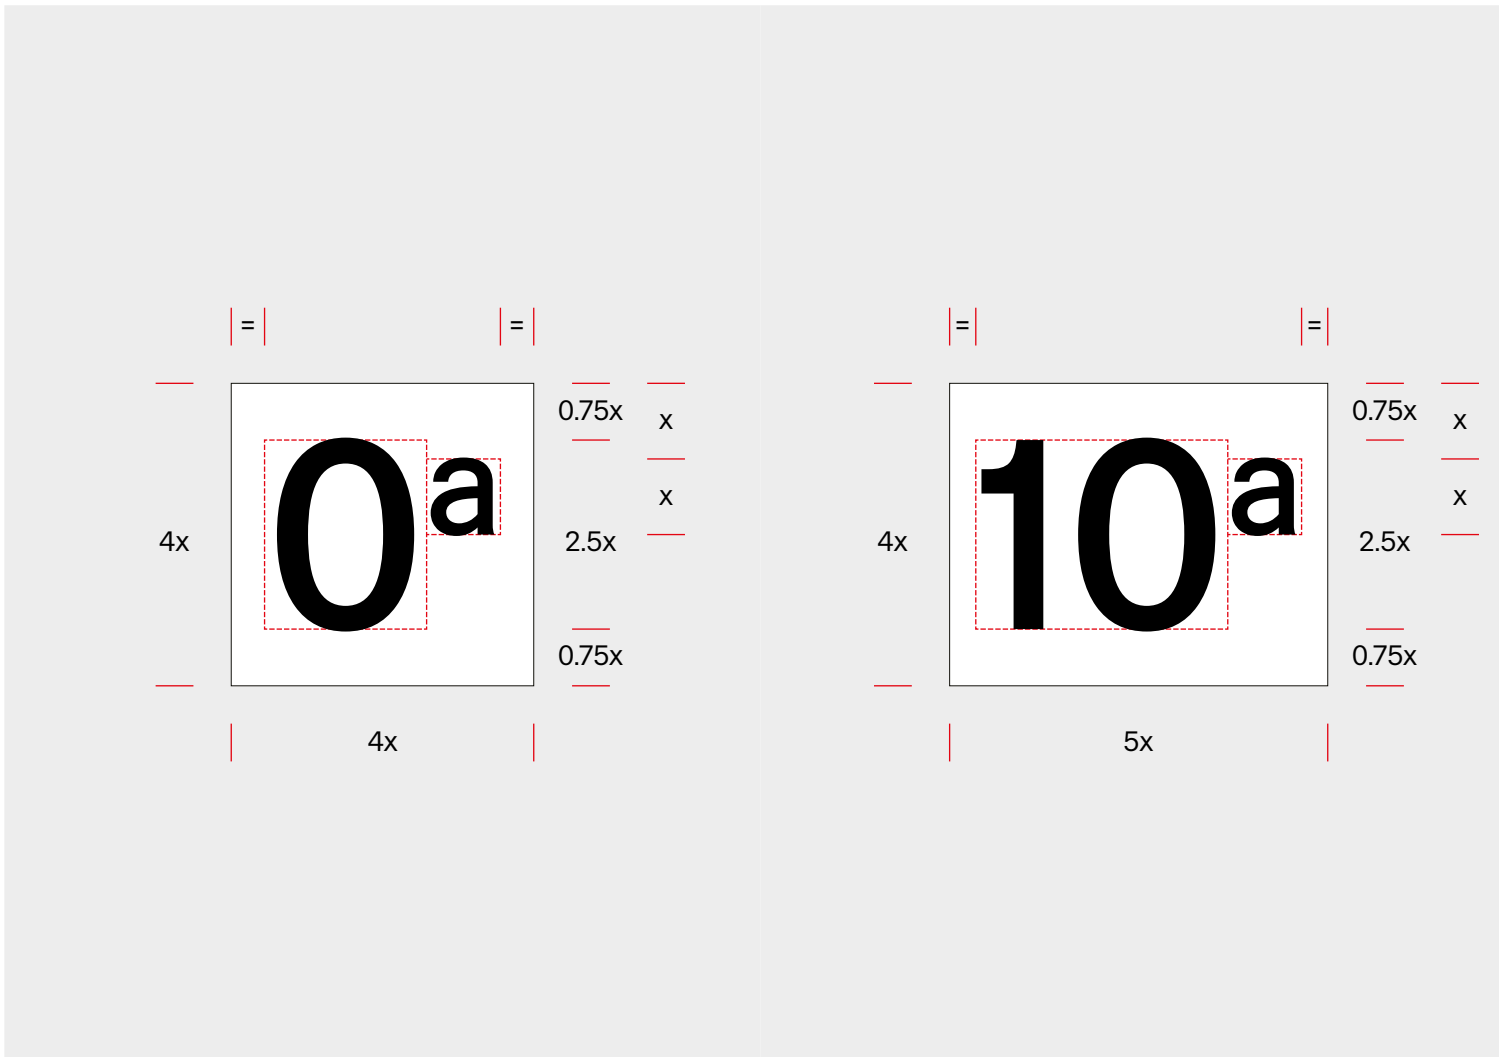 = = = =
0.75x x 0.75x x
0a 10a
x x
4x 2.5x 4x 2.5x
0.75x 0.75x
4x 5x